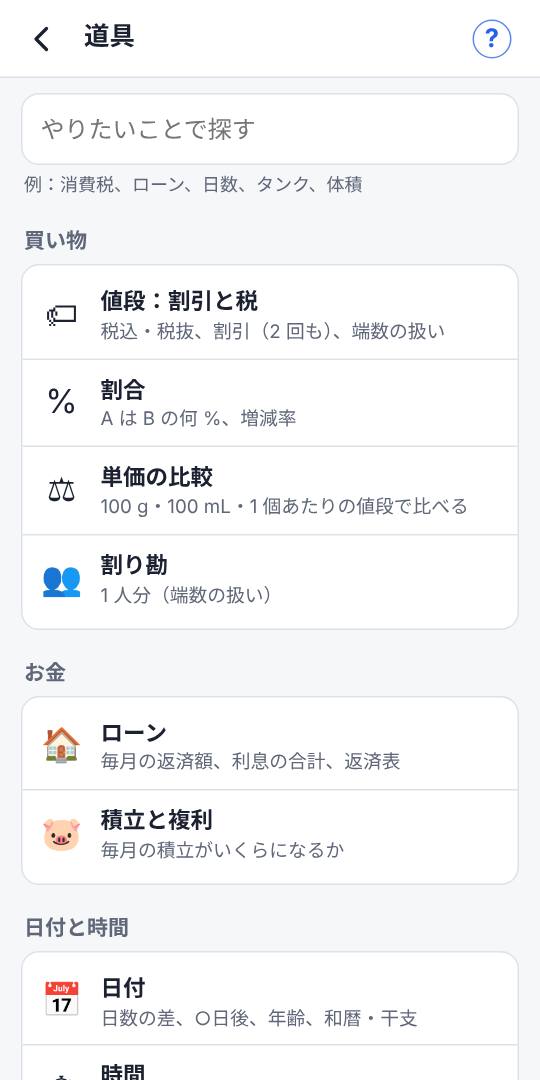 道具
?
やりたいことで探す
例：消費税、ローン、日数、タンク、体積
買い物
値段：割引と税
税込・税抜、割引（2 回も）、端数の扱い
%
割合
A は B の何 %、増減率
単価の比較
100 g・100 mL・1 個あたりの値段で比べる
割り勘
1 人分（端数の扱い）
お金
ローン
毎月の返済額、利息の合計、返済表
積立と複利
毎月の積立がいくらになるか
日付と時間
July
17
日付
日数の差、○日後、年齢、和暦・干支
時間